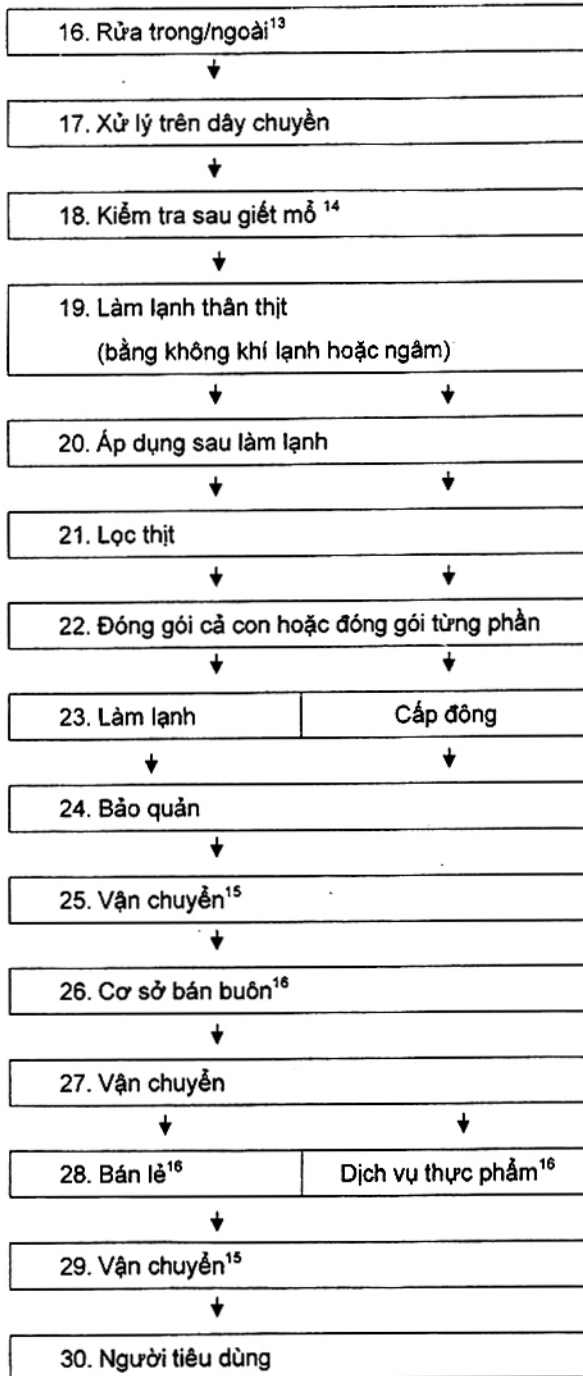 16. Rửa trong/ngoài¹³
17. Xử lý trên dây chuyền
18. Kiểm tra sau giết mổ ¹⁴
19. Làm lạnh thân thịt
(bằng không khí lạnh hoặc ngâm)
20. Áp dụng sau làm lạnh
21. Lọc thịt
22. Đóng gói cả con hoặc đóng gói từng phần
23. Làm lạnh Cấp đông
24. Bảo quản
25. Vận chuyển¹⁵
26. Cơ sở bán buôn¹⁶
27. Vận chuyển
28. Bán lẻ¹⁶ Dịch vụ thực phẩm¹⁶
29. Vận chuyển¹⁵
30. Người tiêu dùng